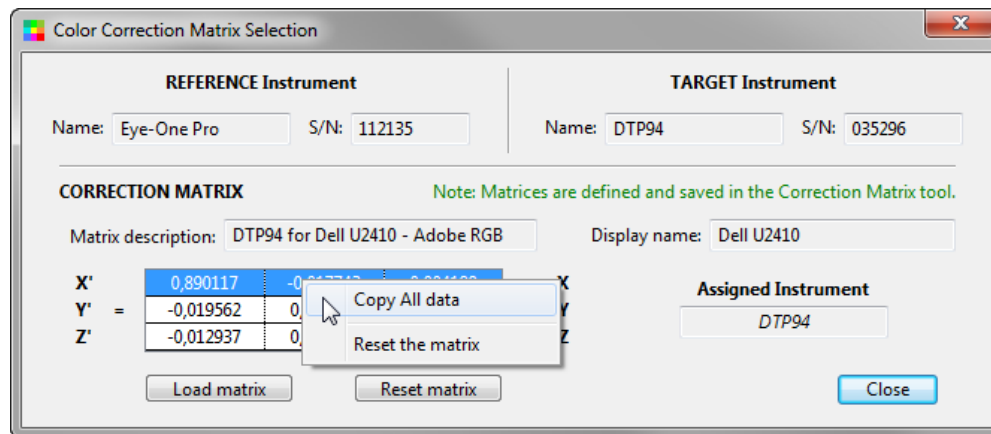 Color Correction Matrix Selection
REFERENCE Instrument
TARGET Instrument
Name: Eye-One Pro S/N: 112135
Name: DTP94 S/N: 035296
CORRECTION MATRIX
Note: Matrices are defined and saved in the Correction Matrix tool.
Matrix description: DTP94 for Dell U2410 - Adobe RGB
Display name: Dell U2410
X' 0,890117 X
Y' = -0,019562 Y
Z' -0,012937 Z
Copy All data
Reset the matrix
Assigned Instrument
DTP94
Load matrix
Reset matrix
Close